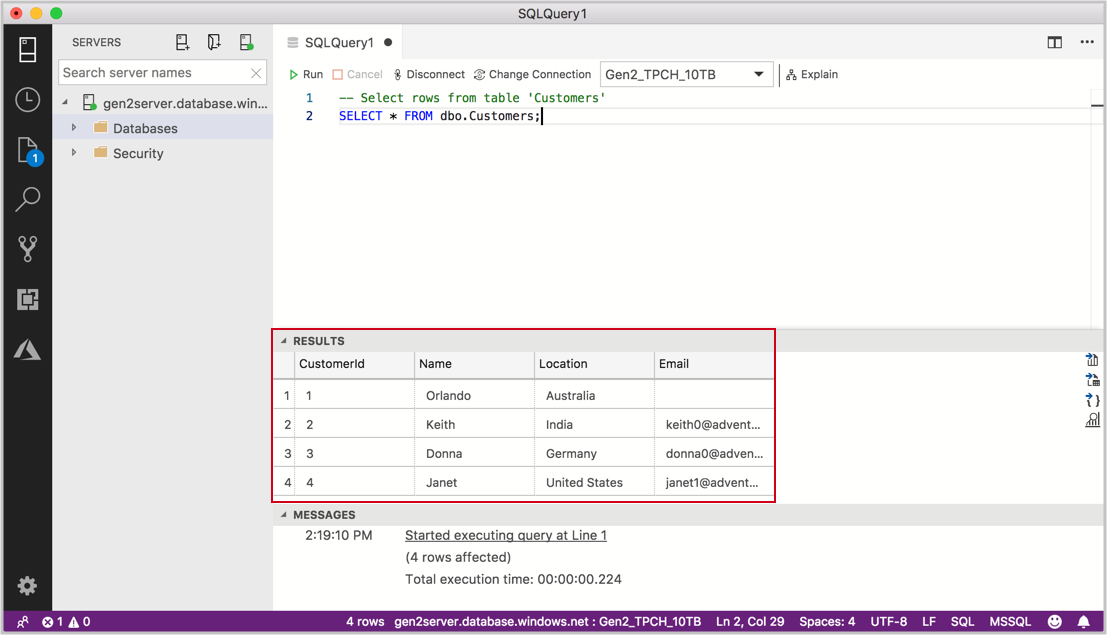 SQLQuery1
SERVERS
Search server names
gen2server.database.win...
Databases
Security
1
SQLQuery1
Run Cancel Disconnect Change Connection Gen2_TPCH_10TB Explain
1 -- Select rows from table 'Customers'
2 SELECT * FROM dbo.Customers;
RESULTS
CustomerId Name Location Email
1 1 Orlando Australia
2 2 Keith India keith0@advent...
3 3 Donna Germany donna0@adven...
4 4 Janet United States janet1@advent...
MESSAGES
2:19:10 PM Started executing query at Line 1
(4 rows affected)
Total execution time: 00:00:00.224
1 0 4 rows gen2server.database.windows.net : Gen2_TPCH_10TB Ln 2, Col 29 Spaces: 4 UTF-8 LF SQL MSSQL